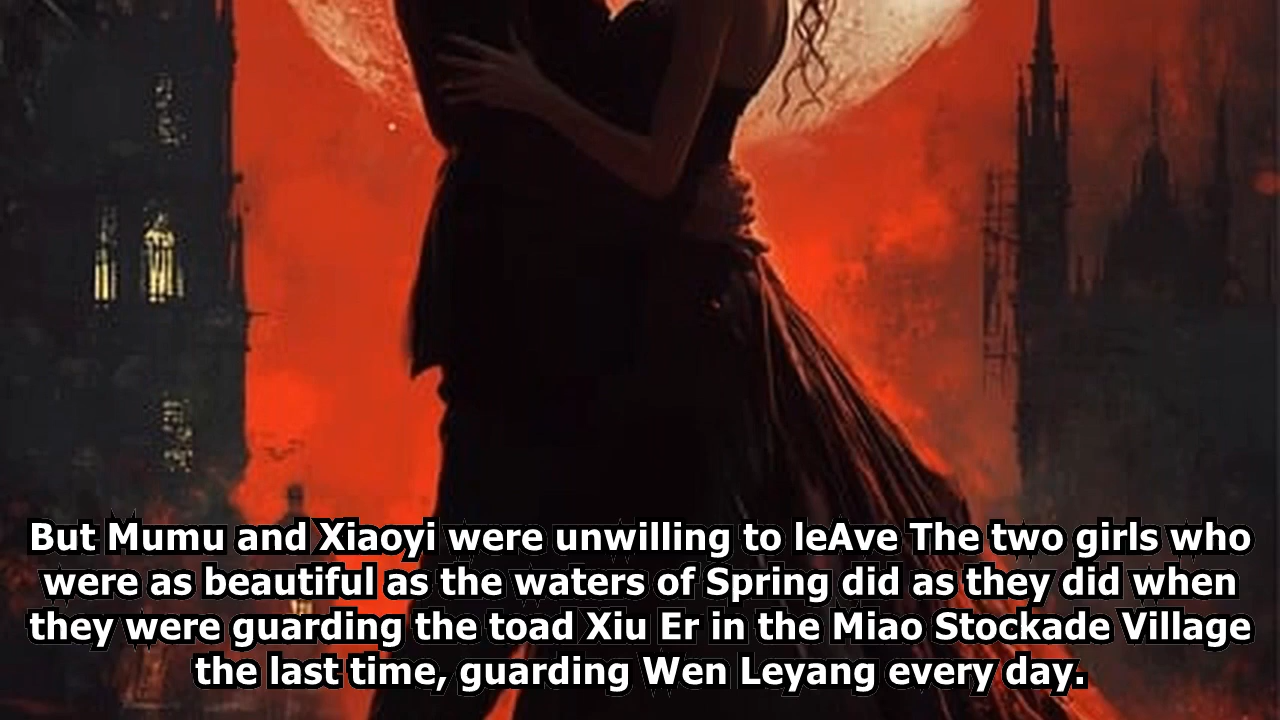 But Mumu and Xiaoyi were unwilling to leAve The two girls who
were as beautiful as the waters of Spring did as they did when
they were guarding the toad Xiu Er in the Miao Stockade Village
the last time, guarding Wen Leyang every day.